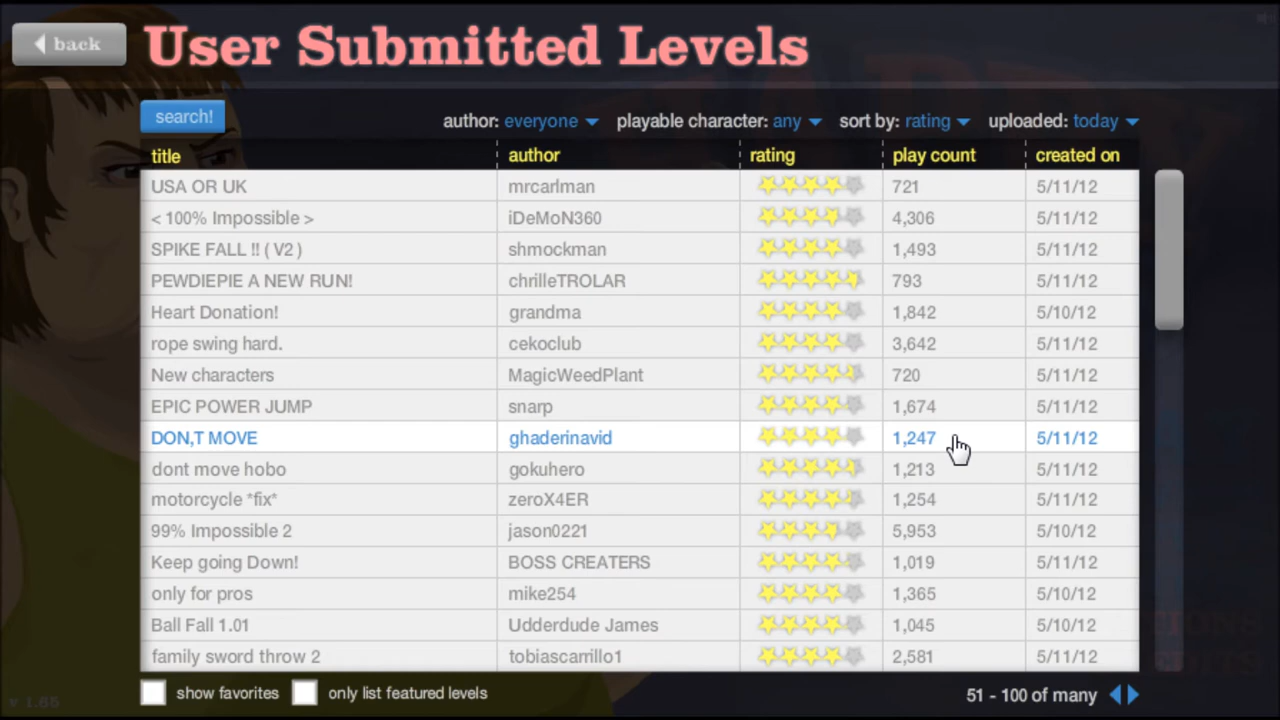 back
User Submitted Levels
search!
author: everyone playable character: any sort by: rating uploaded: today
title author rating play count created on
USA OR UK mrcarlman 721 5/11/12
< 100% Impossible > iDeMoN360 4,306 5/11/12
SPIKE FALL !! ( V2 ) shmockman 1,493 5/11/12
PEWDIEPIE A NEW RUN! chrilleTROLAR 793 5/11/12
Heart Donation! grandma 1,842 5/10/12
rope swing hard. cekoclub 3,642 5/11/12
New characters MagicWeedPlant 720 5/11/12
EPIC POWER JUMP snarp 1,674 5/11/12
DON,T MOVE ghaderinavid 1,247 5/11/12
dont move hobo gokuhero 1,213 5/11/12
motorcycle *fix* zeroX4ER 1,254 5/11/12
99% Impossible 2 jason0221 5,953 5/10/12
Keep going Down! BOSS CREATERS 1,019 5/11/12
only for pros mike254 1,365 5/10/12
Ball Fall 1.01 Udderdude James 1,045 5/10/12
family sword throw 2 tobiascarrillo1 2,581 5/11/12
show favorites only list featured levels 51 - 100 of many
v 1.65